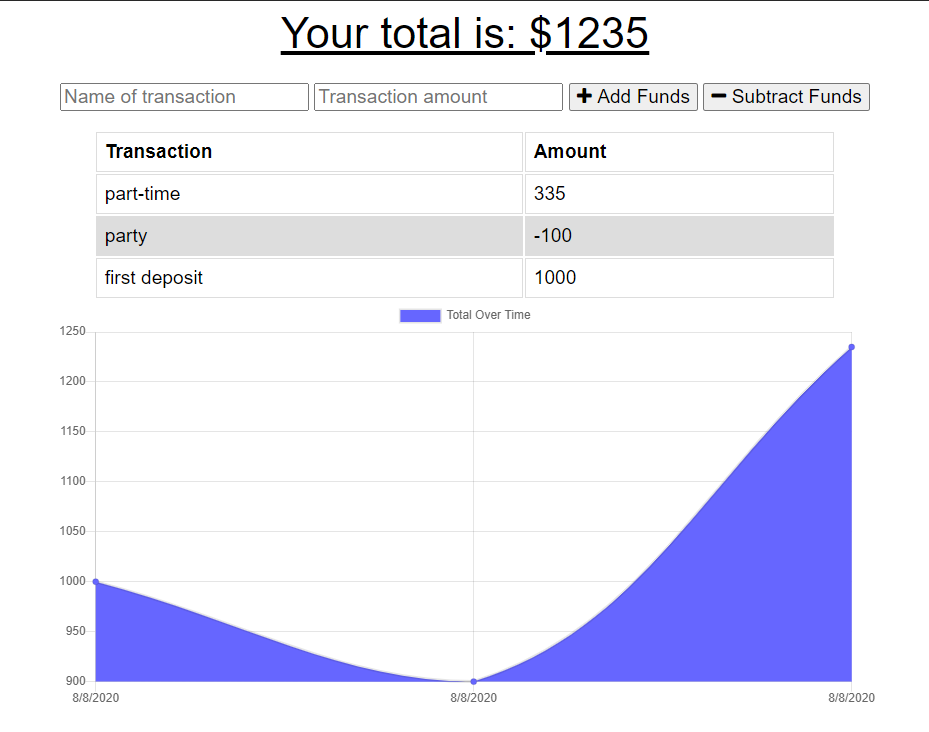 Your total is: $1235
Name of transaction Transaction amount Add Funds Subtract Funds
Transaction Amount
part-time 335
party -100
first deposit 1000
Total Over Time
1250
1200
1150
1100
1050
1000
950
900
8/8/2020 8/8/2020 8/8/2020